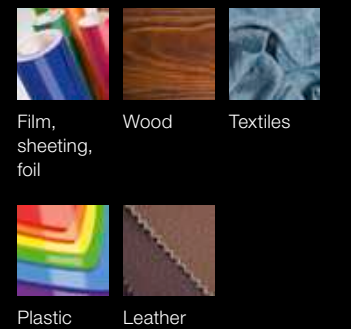 Film,
sheeting,
foil
Wood
Textiles
Plastic
Leather